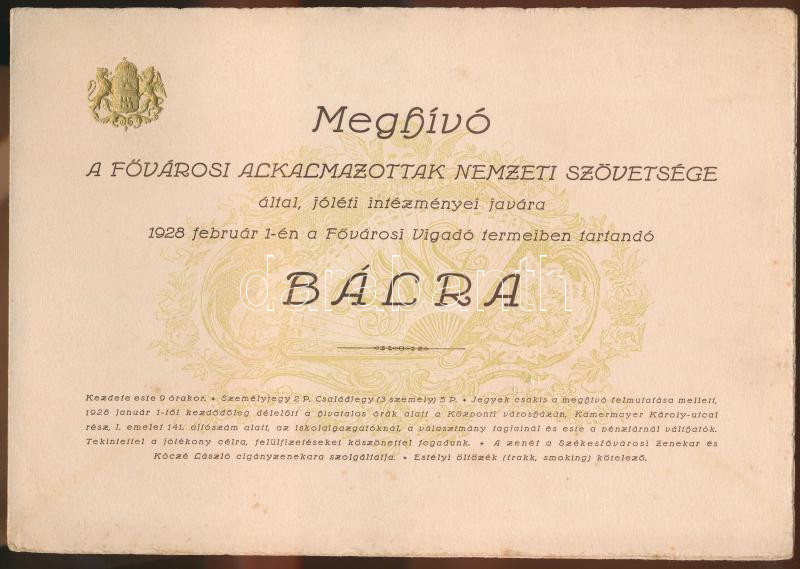 Meghívó
A FŐVÁROSI ALKALMAZOTTAK NEMZETI SZÖVETSÉGE
által, jóléti intézményei javára
1928 február 1-én a Fővárosi Vigadó termeiben tartandó
BÁLRA
darabanth
Kezdete este 9 órakor. • Személyjegy 2 P. Családjegy (3 személy) 5 P. • Jegyek csakis a meghívó felmutatása mellett,
1928 január 1-től kezdődőleg délelőtt a hivatalos órák alatt a Központi városházán, Kamermayer Károly-utcai
rész, I. emelet 141. ajtószám alatt, az iskolaigazgatóknál, a választmány tagjainál és este a pénztárnál válthatók.
Tekintettel a jótékony célra, felülfizetéseket köszönettel fogadunk. • A zenét a Székesfővárosi Zenekar és
Kóczé László cigányzenekara szolgáltatja. • Estélyi öltözék (frakk, smoking) kötelező.